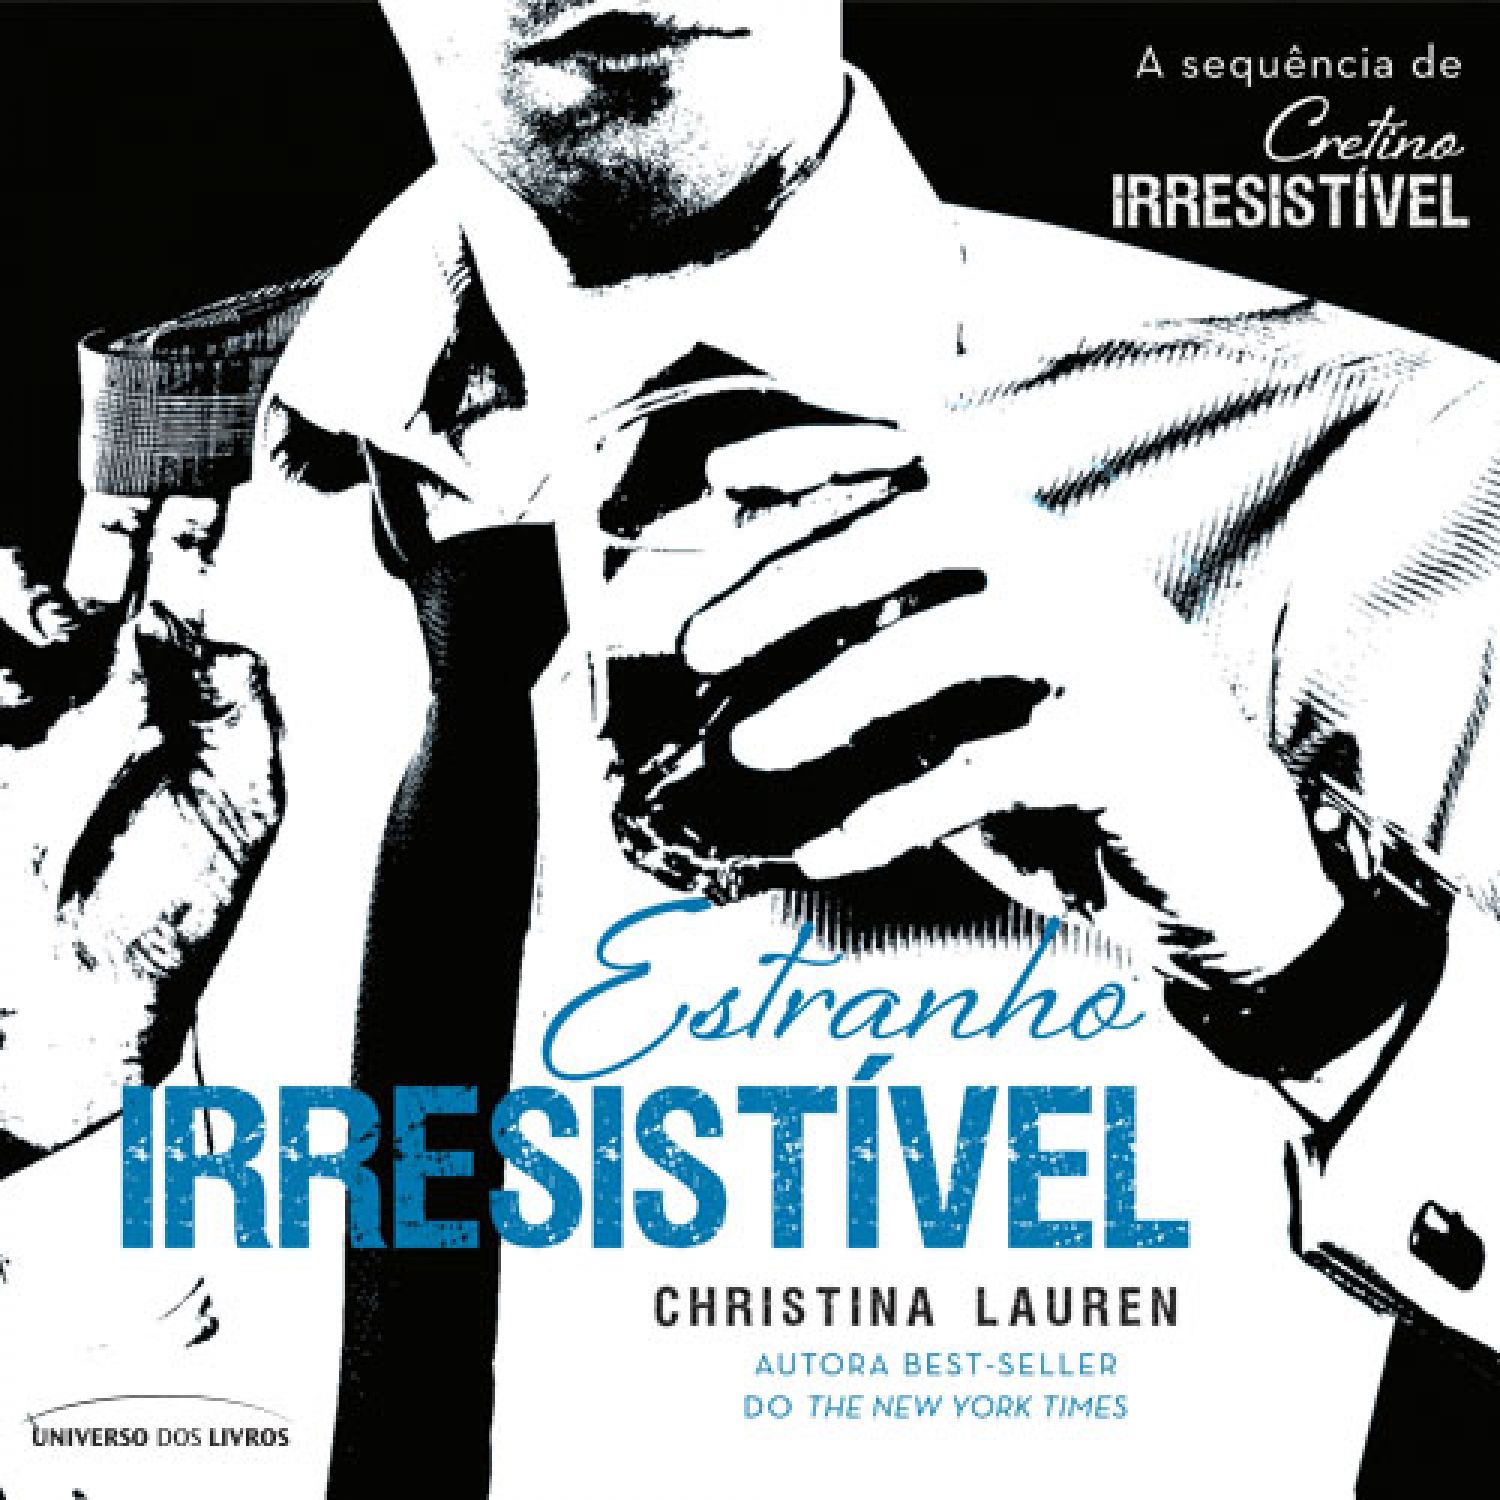 A sequência de
Cretino
IRRESISTÍVEL
Estranho
IRRESISTÍVEL
CHRISTINA LAUREN
AUTORA BEST-SELLER
DO THE NEW YORK TIMES
UNIVERSO DOS LIVROS